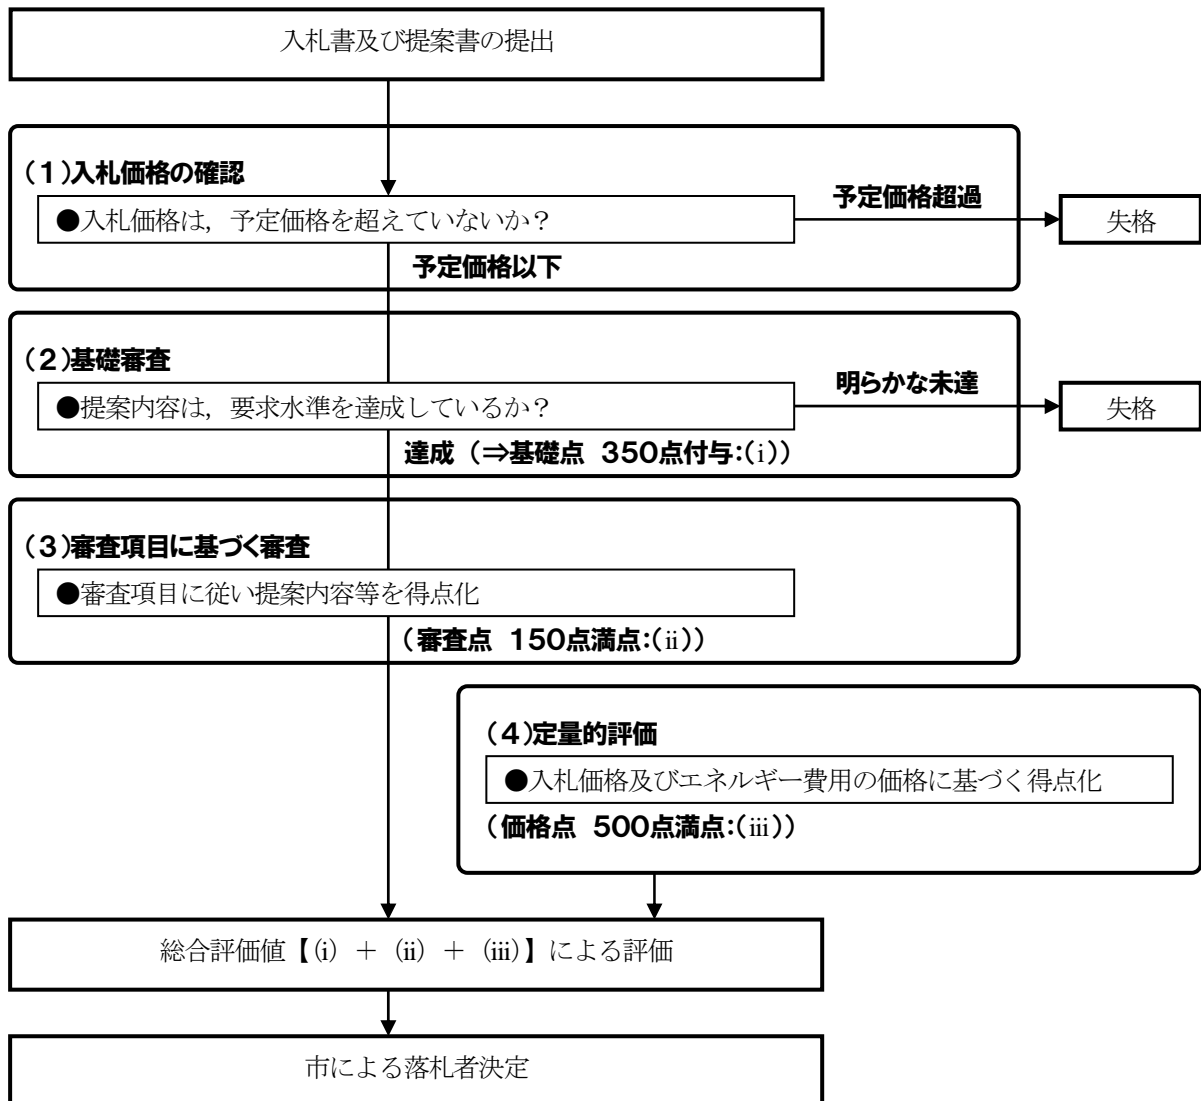 入札書及び提案書の提出
（１）入札価格の確認
●入札価格は，予定価格を超えていないか？
予定価格超過
失格
予定価格以下
（２）基礎審査
●提案内容は，要求水準を達成しているか？
明らかな未達
失格
達成（⇒基礎点 350点付与：（ⅰ））
（３）審査項目に基づく審査
●審査項目に従い提案内容等を得点化
（審査点 150点満点：（ⅱ））
（４）定量的評価
●入札価格及びエネルギー費用の価格に基づく得点化
（価格点 500点満点：（ⅲ））
総合評価値【（ⅰ） ＋ （ⅱ） ＋ （ⅲ）】による評価
市による落札者決定